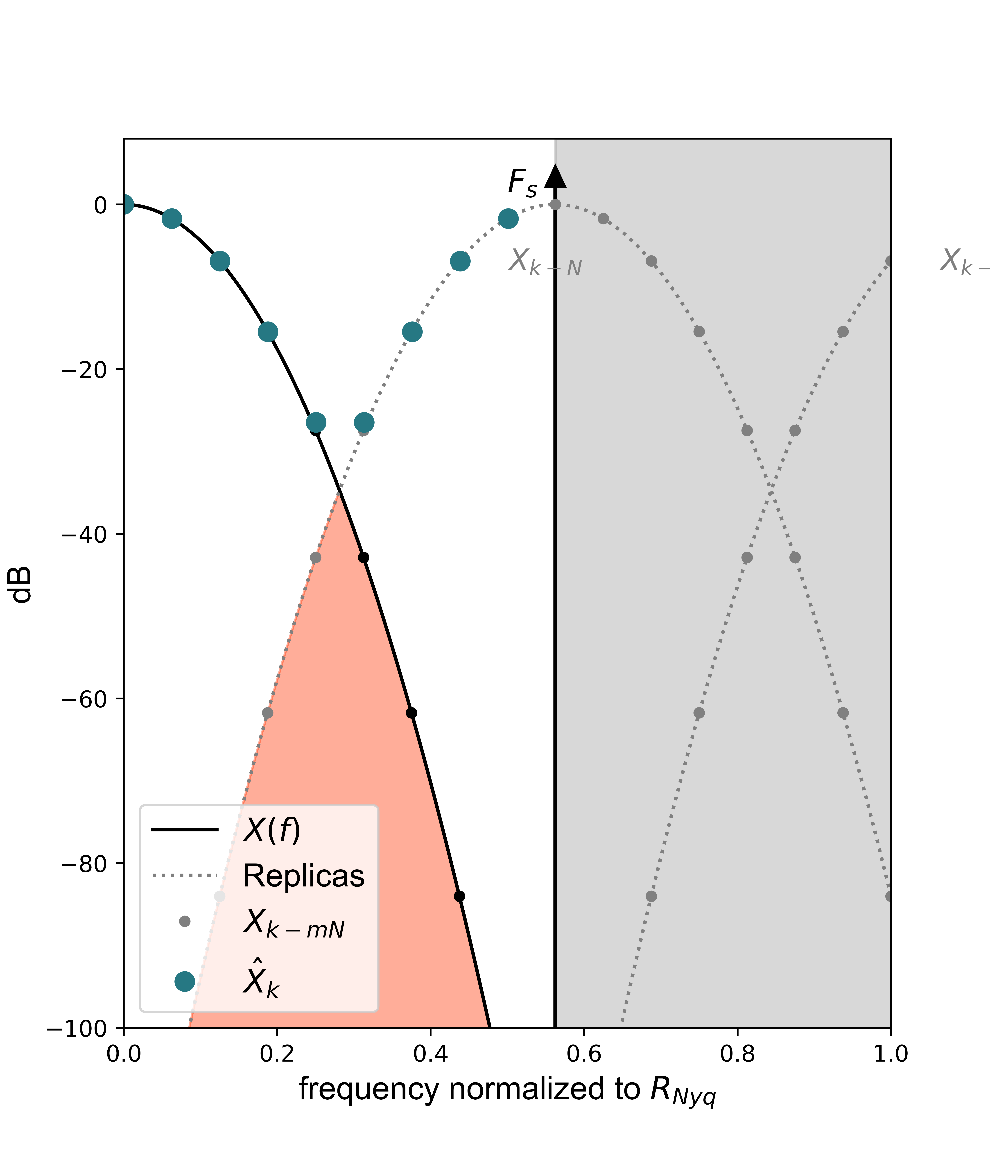 F_s
0
X_{k-N}
X_{k-
−20
−40
dB
−60
−80
X(f)
Replicas
X_{k-mN}
X̂_k
−100
0.0 0.2 0.4 0.6 0.8 1.0
frequency normalized to R_{Nyq}